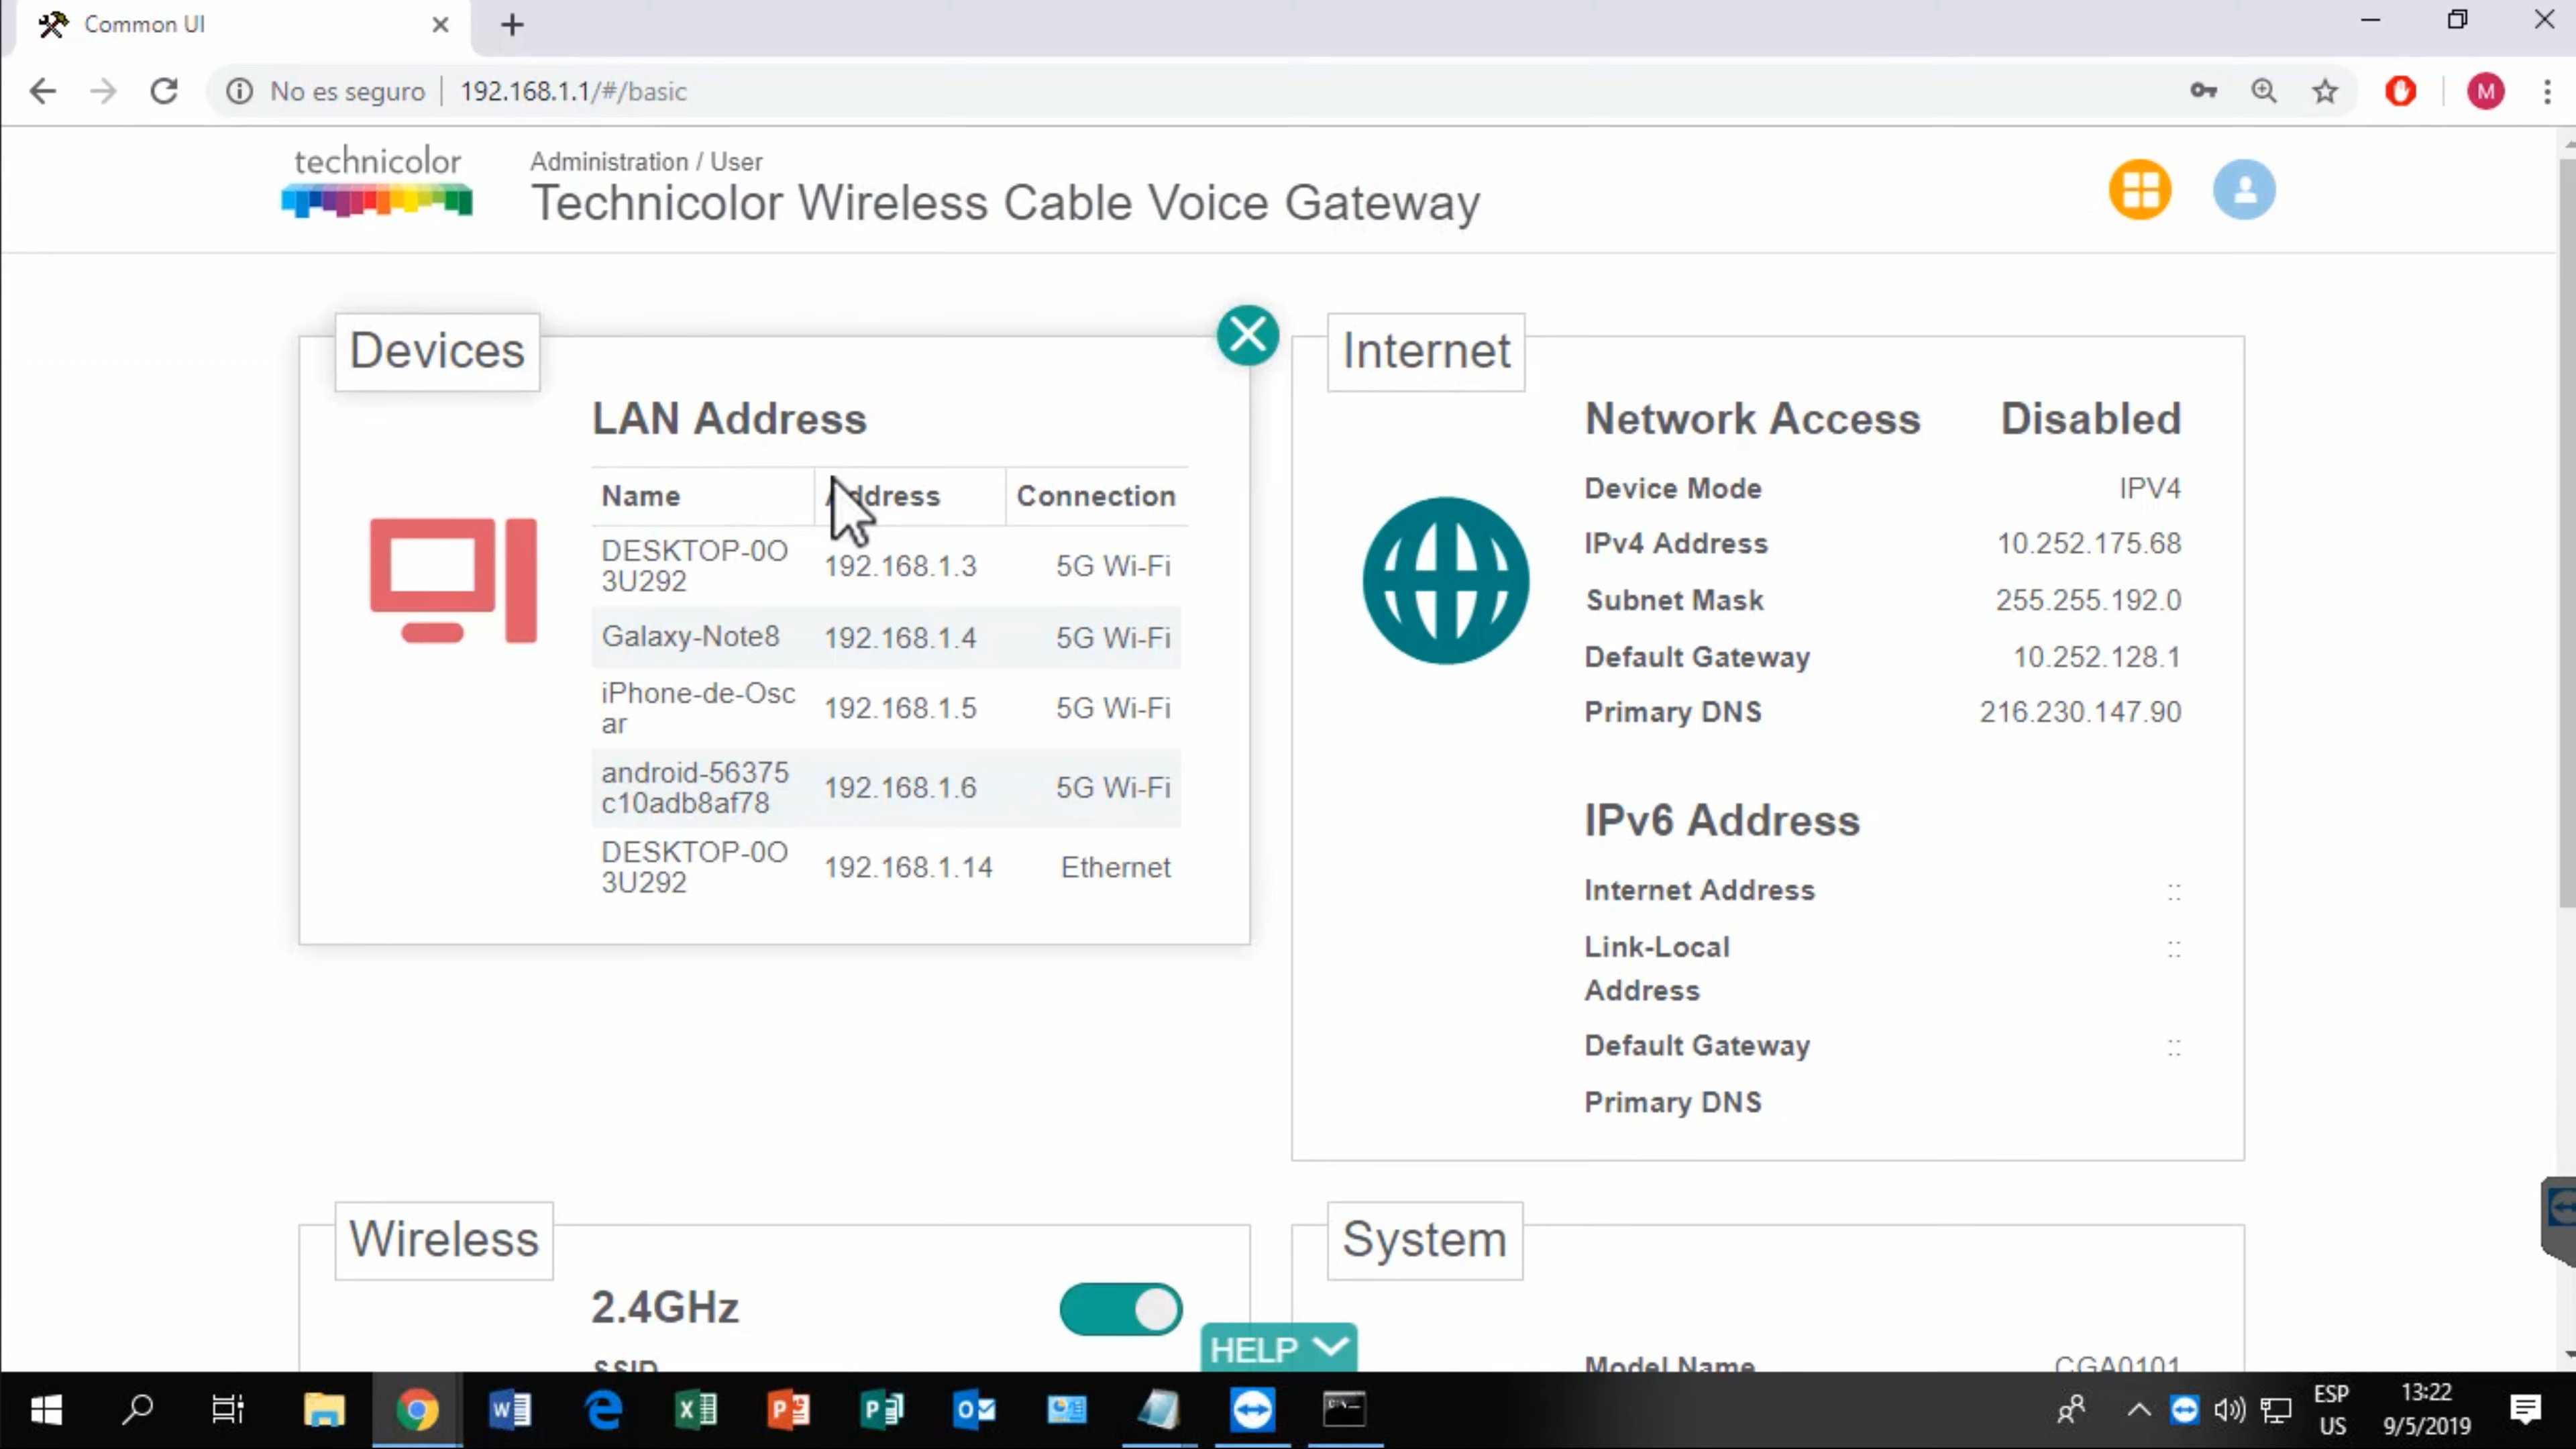 Common UI
No es seguro 192.168.1.1/#/basic
M
technicolor
Administration / User
Technicolor Wireless Cable Voice Gateway
Devices
LAN Address
Name Address Connection
DESKTOP-0O
3U292 192.168.1.3 5G Wi-Fi
Galaxy-Note8 192.168.1.4 5G Wi-Fi
iPhone-de-Osc
ar 192.168.1.5 5G Wi-Fi
android-56375
c10adb8af78 192.168.1.6 5G Wi-Fi
DESKTOP-0O
3U292 192.168.1.14 Ethernet
Internet
Network Access Disabled
Device Mode IPV4
IPv4 Address 10.252.175.68
Subnet Mask 255.255.192.0
Default Gateway 10.252.128.1
Primary DNS 216.230.147.90
IPv6 Address
Internet Address ::
Link-Local ::
Address
Default Gateway ::
Primary DNS
Wireless
2.4GHz
SSID
System
Model Name CGA0101
HELP
ESP
US
13:22
9/5/2019